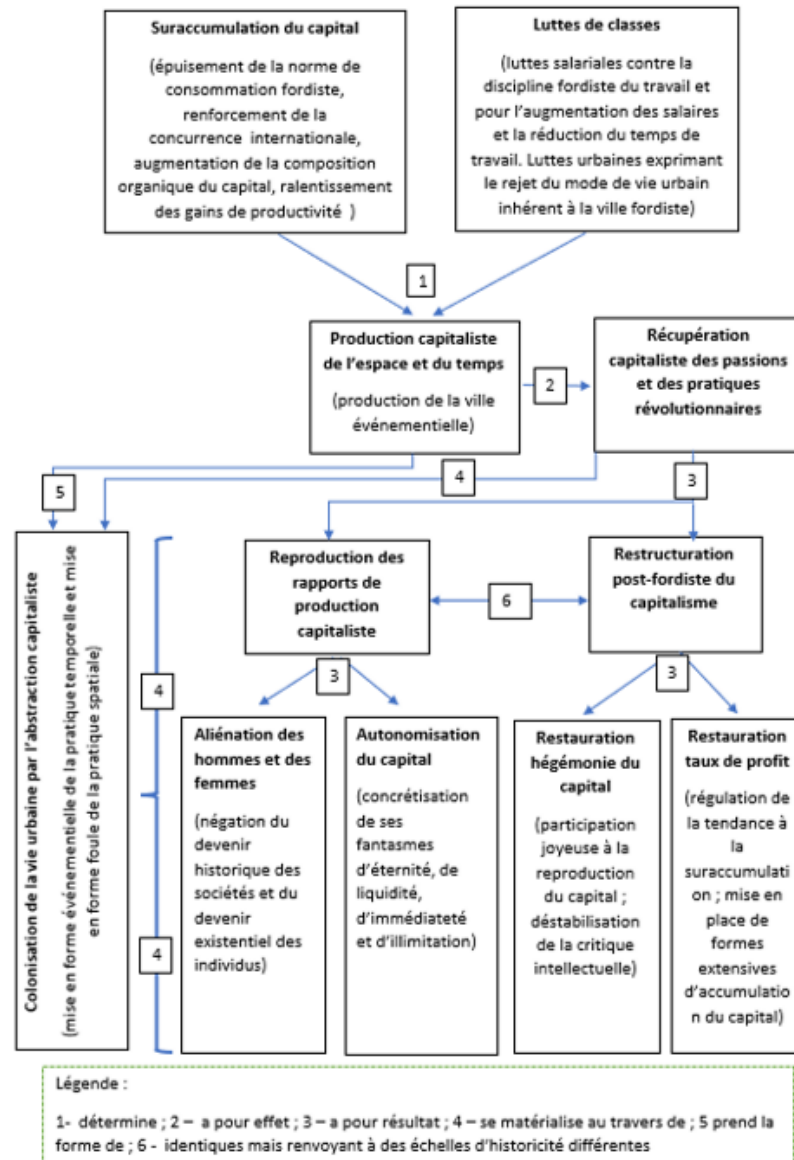 Suraccumulation du capital
(épuisement de la norme de
consommation fordiste,
renforcement de la
concurrence internationale,
augmentation de la composition
organique du capital, ralentissement
des gains de productivité )
Luttes de classes
(luttes salariales contre la
discipline fordiste du travail et
pour l'augmentation des salaires
et la réduction du temps de
travail. Luttes urbaines exprimant
le rejet du mode de vie urbain
inhérent à la ville fordiste)
1
Production capitaliste
de l'espace et du temps
(production de la ville
événementielle)
2
Récupération
capitaliste des passions
et des pratiques
révolutionnaires
5
4
3
Colonisation de la vie urbaine par l'abstraction capitaliste
(mise en forme événementielle de la pratique temporelle et mise
en forme foule de la pratique spatiale)
4
4
Reproduction des
rapports de
production
capitaliste
6
Restructuration
post-fordiste du
capitalisme
3
3
Aliénation des
hommes et des
femmes
(négation du
devenir
historique des
sociétés et du
devenir
existentiel des
individus)
Autonomisation
du capital
(concrétisation
de ses
fantasmes
d'éternité, de
liquidité,
d'immédiateté
et d'illimitation)
Restauration
hégémonie du
capital
(participation
joyeuse à la
reproduction
du capital ;
déstabilisation
de la critique
intellectuelle)
Restauration
taux de profit
(régulation de
la tendance à
la
suraccumulati
on ; mise en
place de
formes
extensives
d'accumulatio
n du capital)
Légende :
1- détermine ; 2 – a pour effet ; 3 – a pour résultat ; 4 – se matérialise au travers de ; 5 prend la
forme de ; 6 - identiques mais renvoyant à des échelles d'historicité différentes